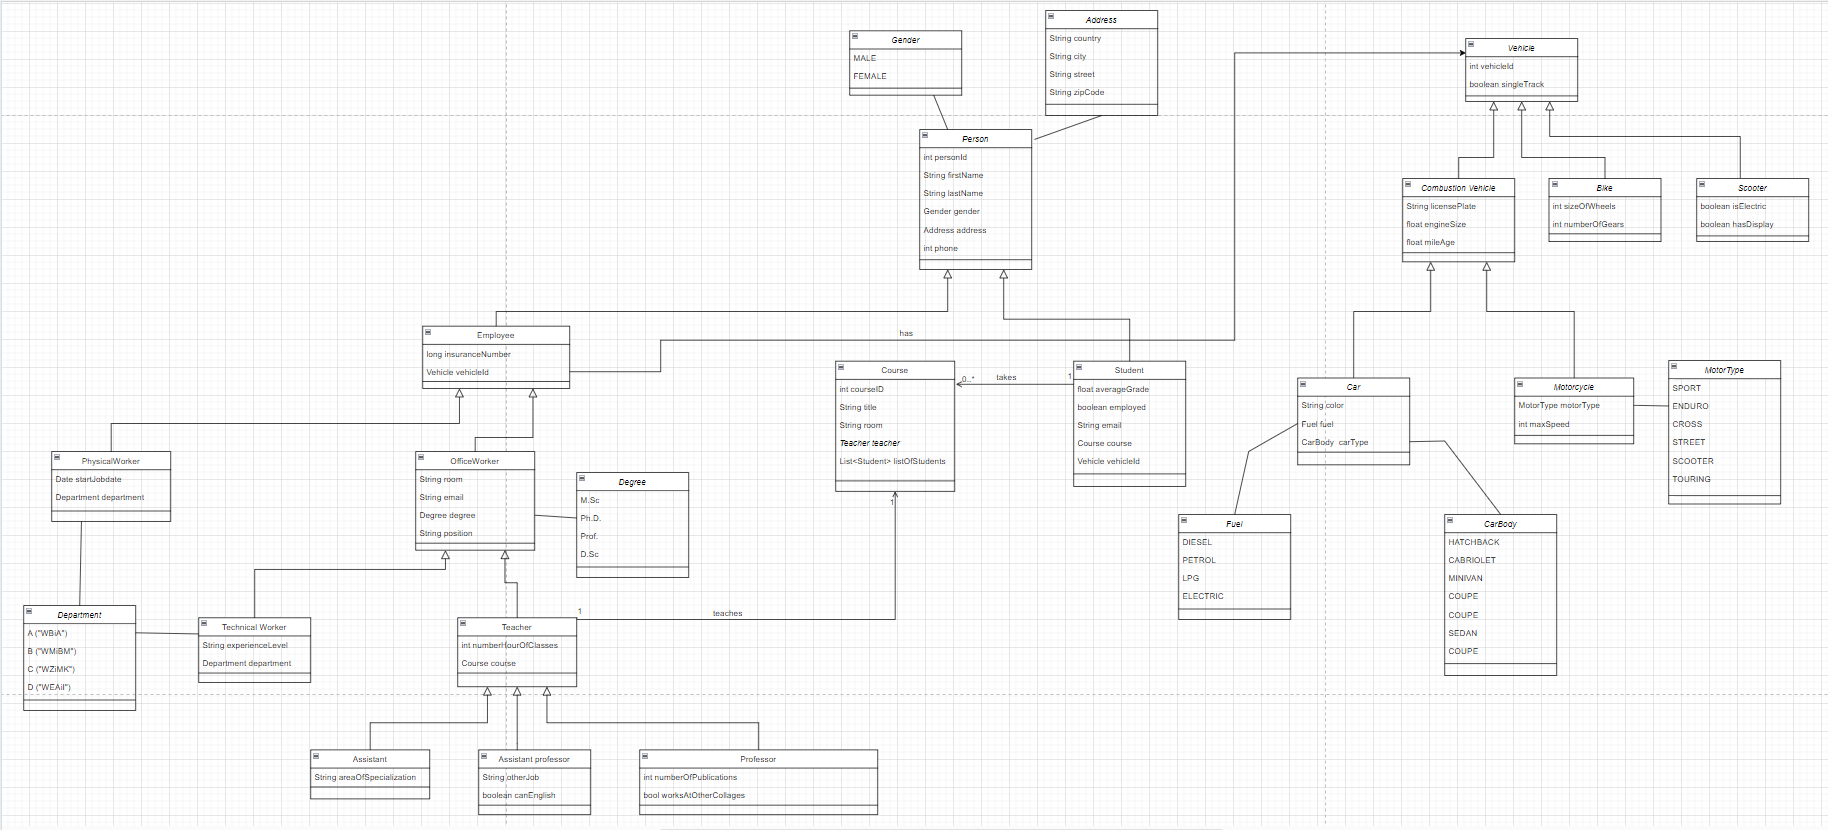 Address
String country
String city
String street
String zipCode
Gender
MALE
FEMALE
Vehicle
int vehicleId
boolean singleTrack
Person
int personId
String firstName
String lastName
Gender gender
Address address
int phone
Combustion Vehicle
String licensePlate
float engineSize
float mileAge
Bike
int sizeOfWheels
int numberOfGears
Scooter
boolean isElectric
boolean hasDisplay
Employee
long insuranceNumber
Vehicle vehicleId
has
Course
int courseID
String title
String room
Teacher teacher
List<Student> listOfStudents
0..*
takes
1
Student
float averageGrade
boolean employed
String email
Course course
Vehicle vehicleId
Car
String color
Fuel fuel
CarBody carType
Motorcycle
MotorType motorType
int maxSpeed
MotorType
SPORT
ENDURO
CROSS
STREET
SCOOTER
TOURING
PhysicalWorker
Date startJobdate
Department department
OfficeWorker
String room
String email
Degree degree
String position
Degree
M.Sc
Ph.D.
Prof.
D.Sc
1
Fuel
DIESEL
PETROL
LPG
ELECTRIC
CarBody
HATCHBACK
CABRIOLET
MINIVAN
COUPE
COUPE
SEDAN
COUPE
Department
A ("WBiA")
B ("WMiBM")
C ("WZiMK")
D ("WEAiI")
Technical Worker
String experienceLevel
Department department
Teacher
int numberHourOfClasses
Course course
1
teaches
Assistant
String areaOfSpecialization
Assistant professor
String otherJob
boolean canEnglish
Professor
int numberOfPublications
bool worksAtOtherCollages